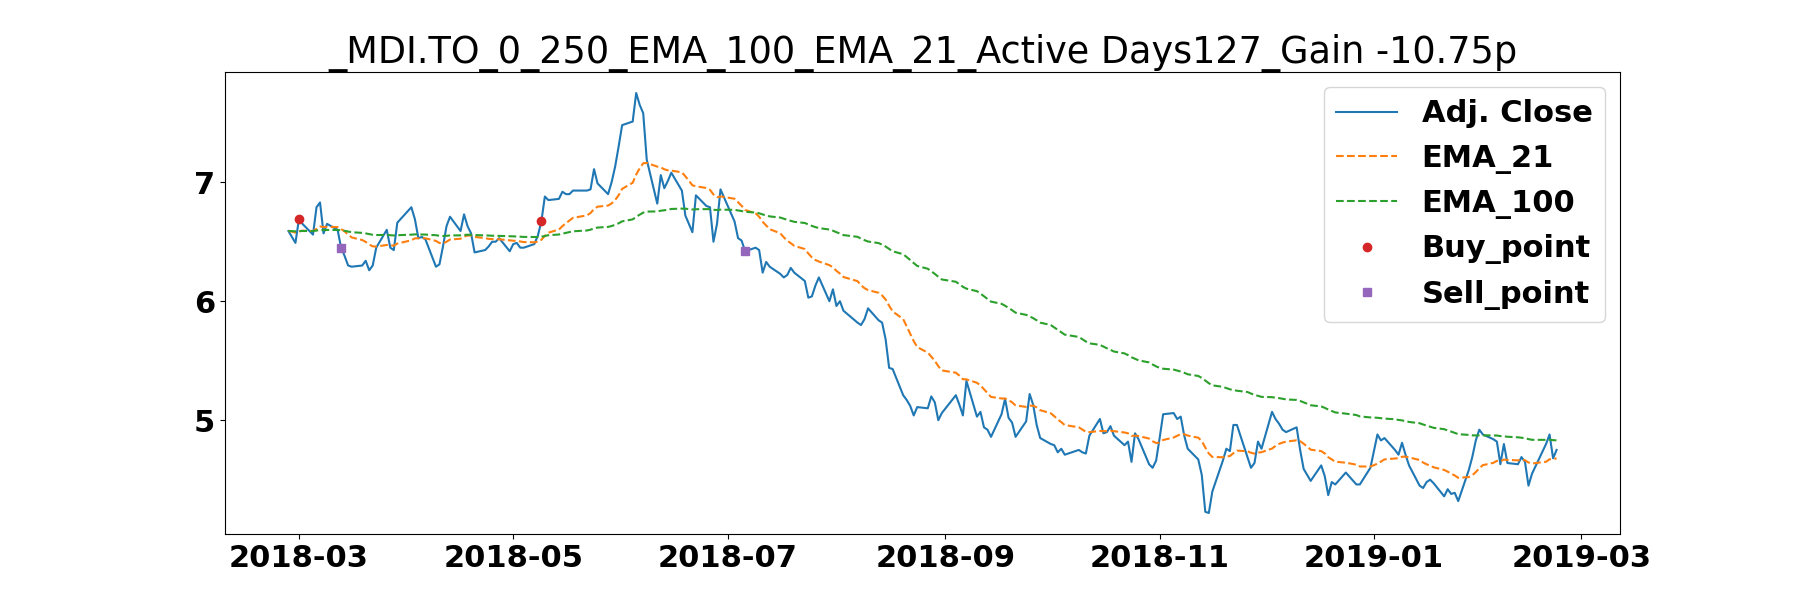 _MDI.TO_0_250_EMA_100_EMA_21_Active Days127_Gain -10.75p
Adj. Close
EMA_21
EMA_100
Buy_point
Sell_point
7
6
5
2018-03 2018-05 2018-07 2018-09 2018-11 2019-01 2019-03